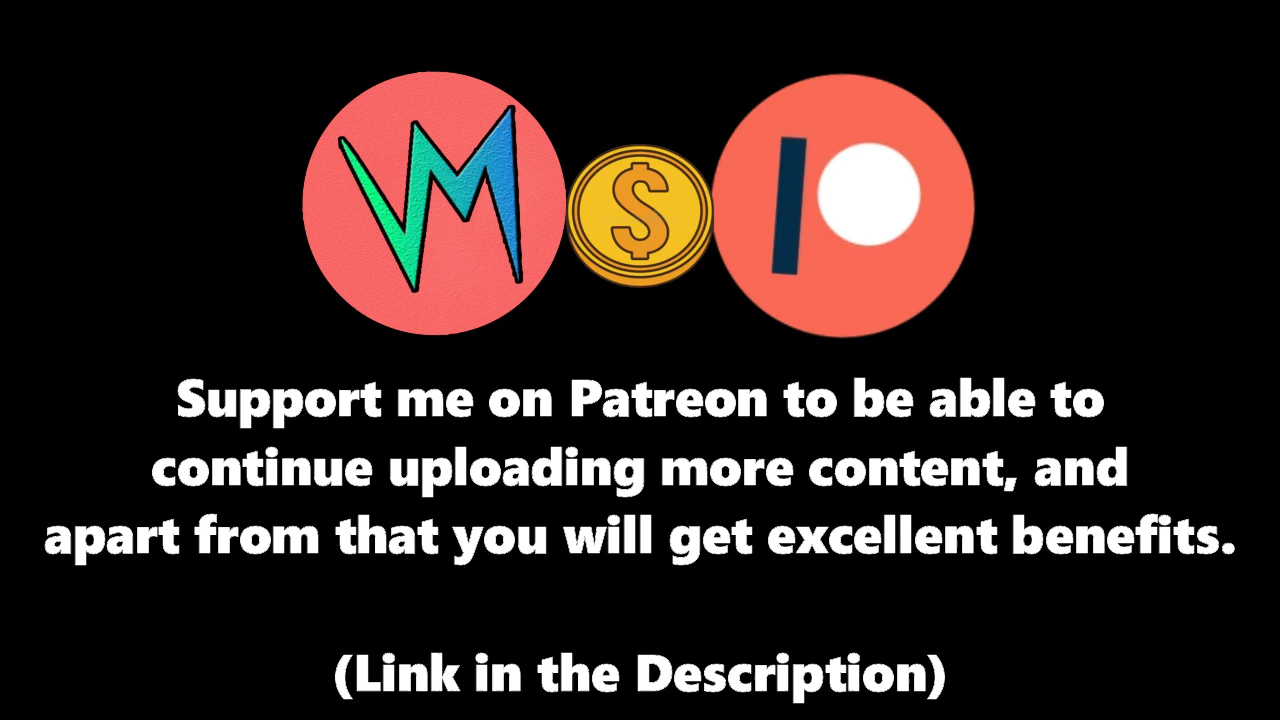 VM
$
Support me on Patreon to be able to
continue uploading more content, and
apart from that you will get excellent benefits.
(Link in the Description)